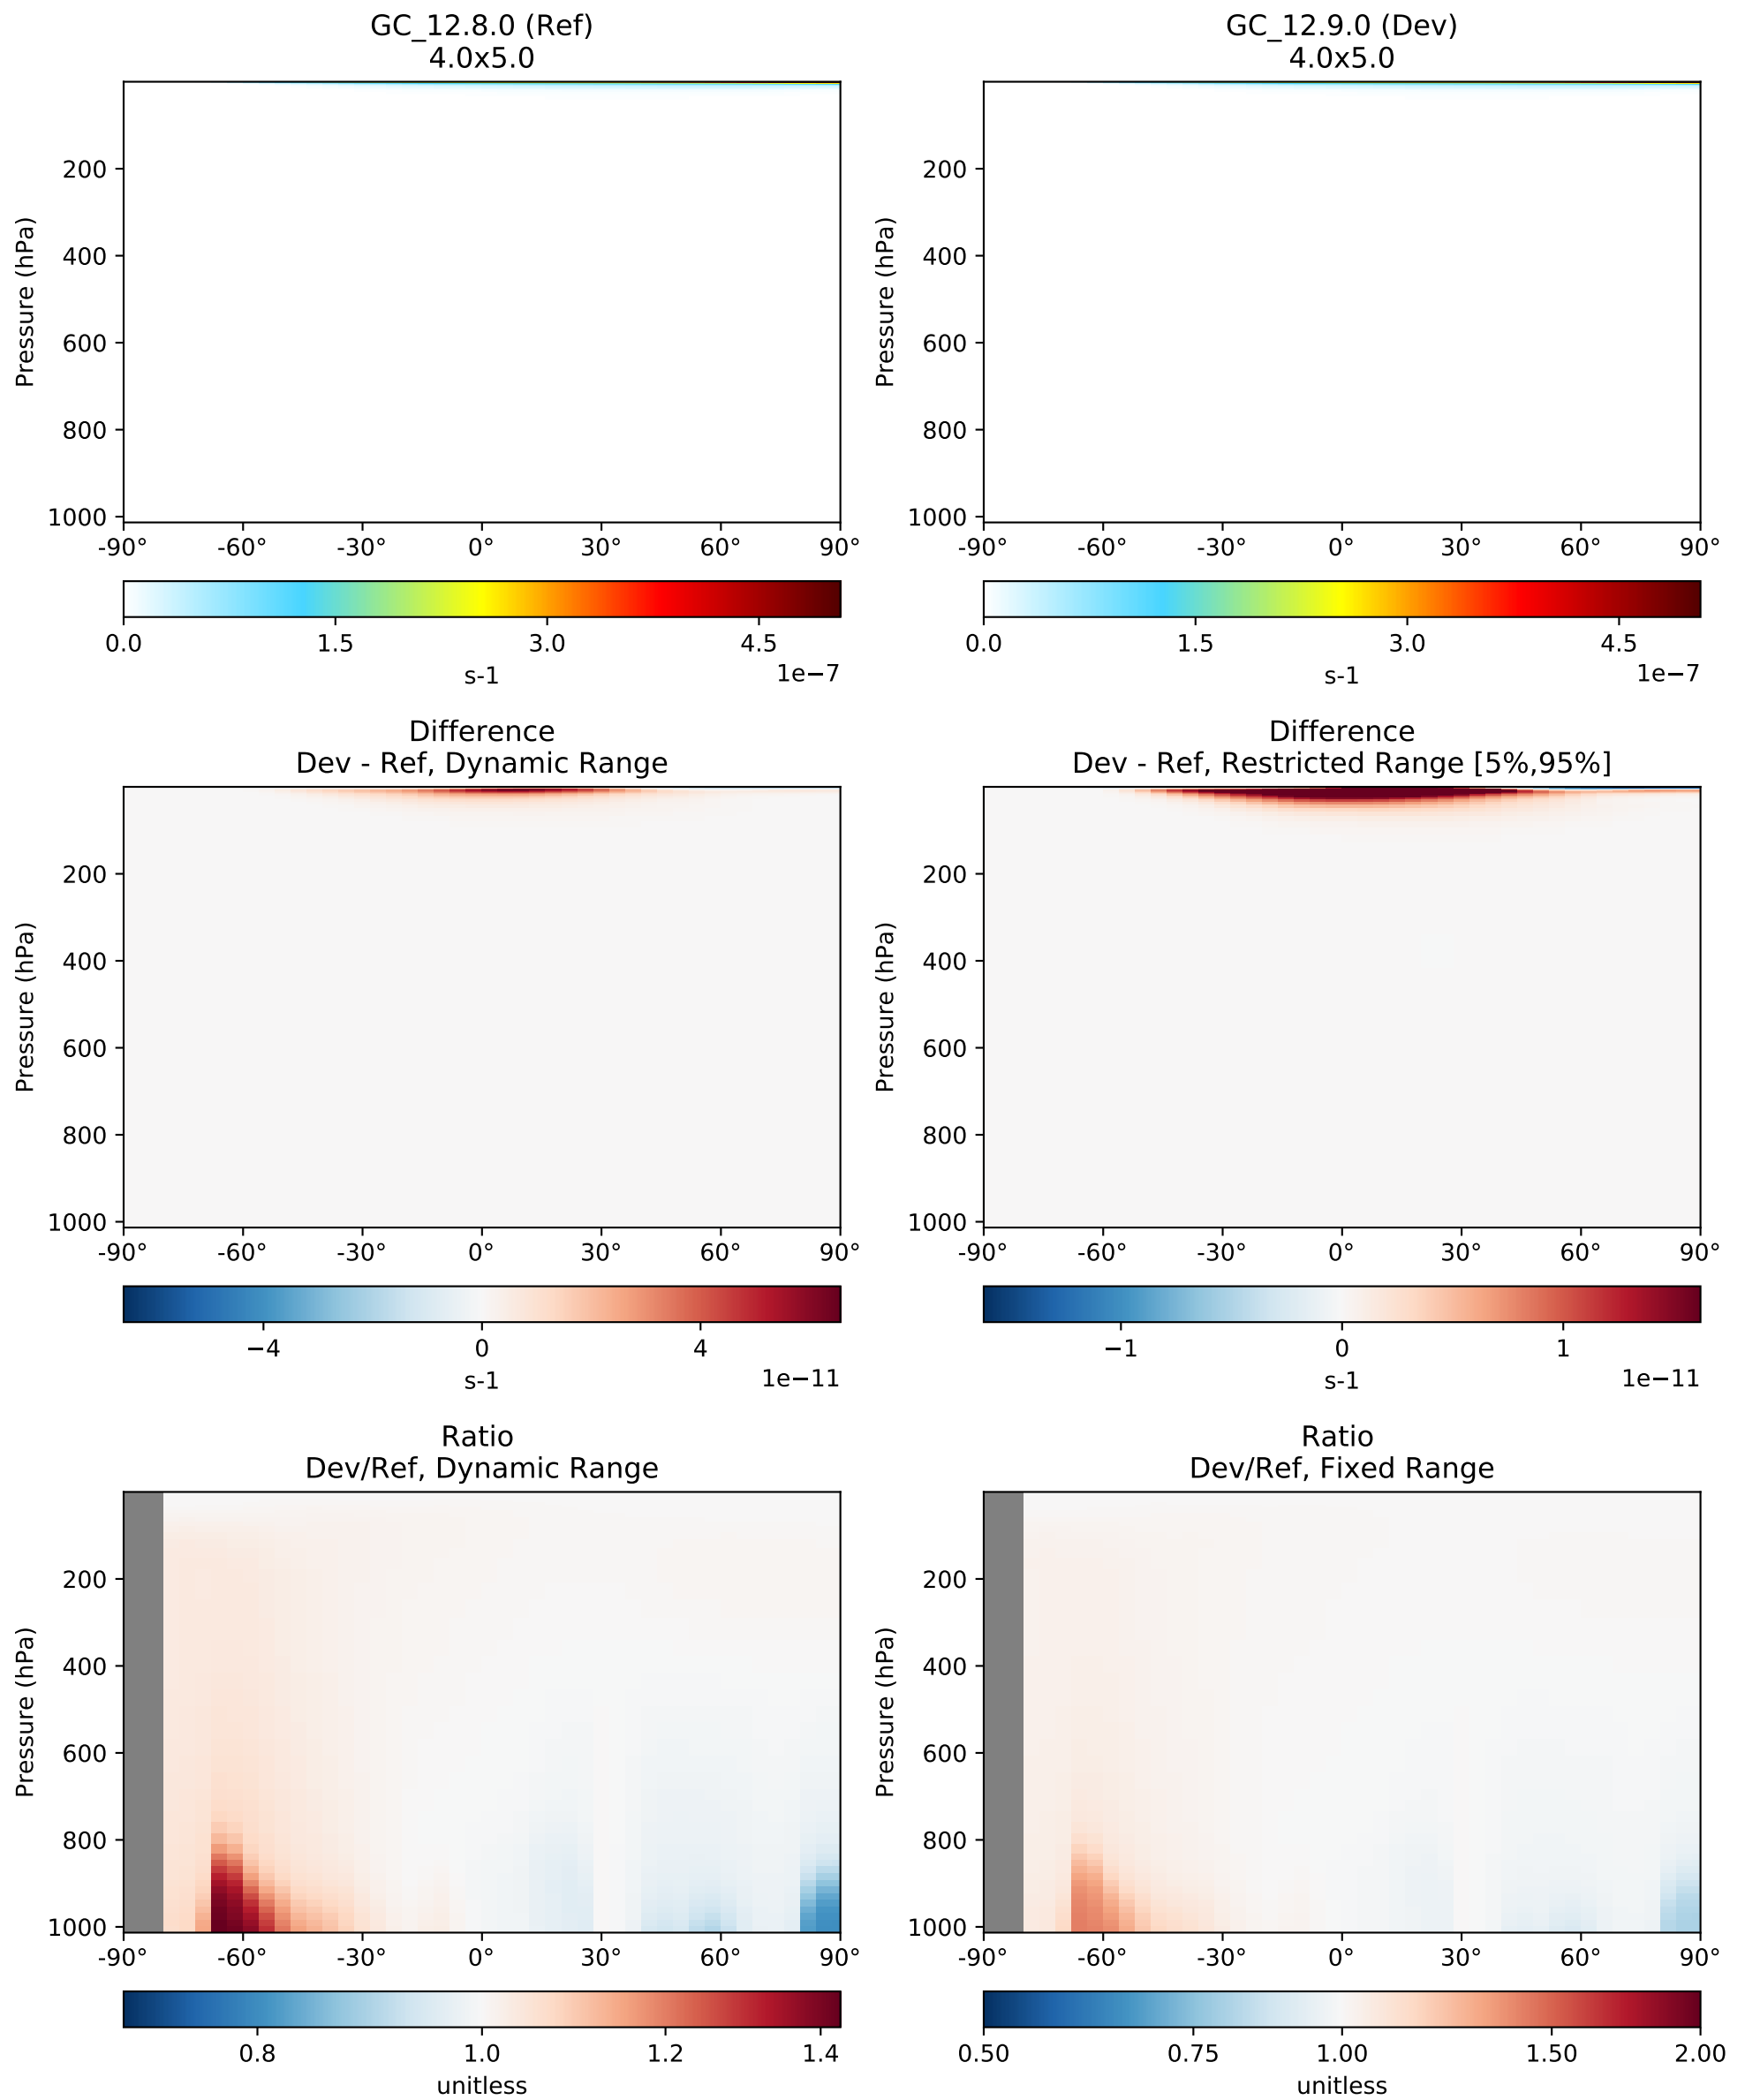 GC_12.8.0 (Ref)
4.0x5.0
Pressure (hPa)
200
400
600
800
1000
-90° -60° -30° 0° 30° 60° 90°
0.0 1.5 3.0 4.5
s-1
1e−7
GC_12.9.0 (Dev)
4.0x5.0
Pressure (hPa)
200
400
600
800
1000
-90° -60° -30° 0° 30° 60° 90°
0.0 1.5 3.0 4.5
s-1
1e−7
Difference
Dev - Ref, Dynamic Range
Pressure (hPa)
200
400
600
800
1000
-90° -60° -30° 0° 30° 60° 90°
−4 0 4
s-1
1e−11
Difference
Dev - Ref, Restricted Range [5%,95%]
Pressure (hPa)
200
400
600
800
1000
-90° -60° -30° 0° 30° 60° 90°
−1 0 1
s-1
1e−11
Ratio
Dev/Ref, Dynamic Range
Pressure (hPa)
200
400
600
800
1000
-90° -60° -30° 0° 30° 60° 90°
0.8 1.0 1.2 1.4
unitless
Ratio
Dev/Ref, Fixed Range
Pressure (hPa)
200
400
600
800
1000
-90° -60° -30° 0° 30° 60° 90°
0.50 0.75 1.00 1.50 2.00
unitless